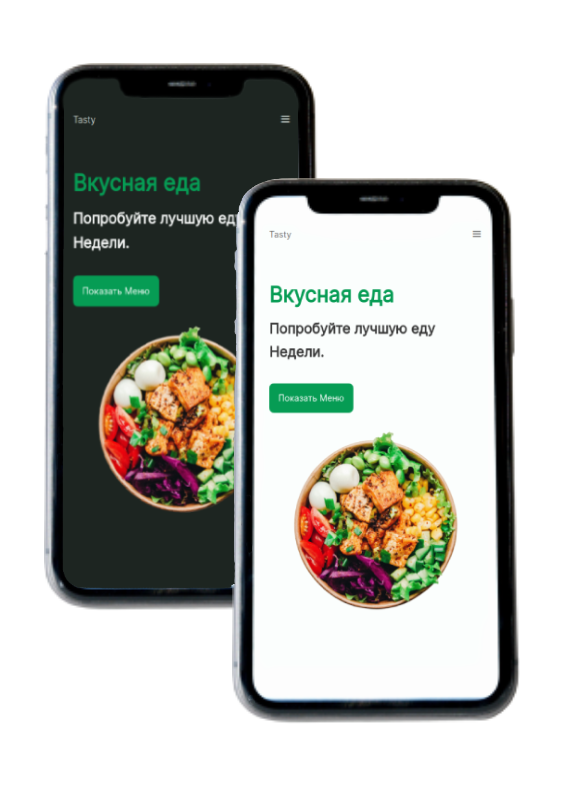 Tasty
Вкусная еда
Попробуйте лучшую еду
Недели.
Показать Меню
Tasty
Вкусная еда
Попробуйте лучшую еду
Недели.
Показать Меню